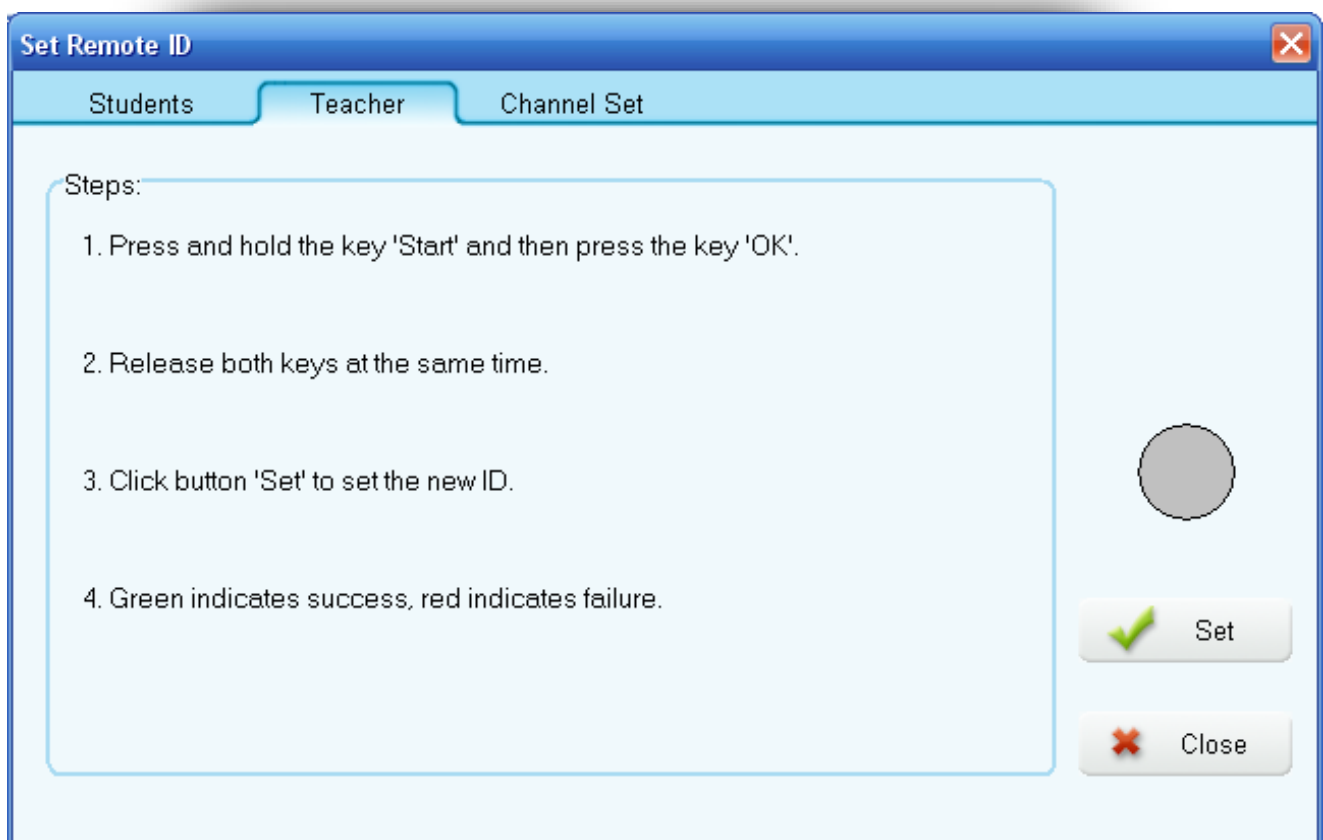 Set Remote ID
Students Teacher Channel Set
Steps:
1. Press and hold the key 'Start' and then press the key 'OK'.
2. Release both keys at the same time.
3. Click button 'Set' to set the new ID.
4. Green indicates success, red indicates failure.
Set
Close